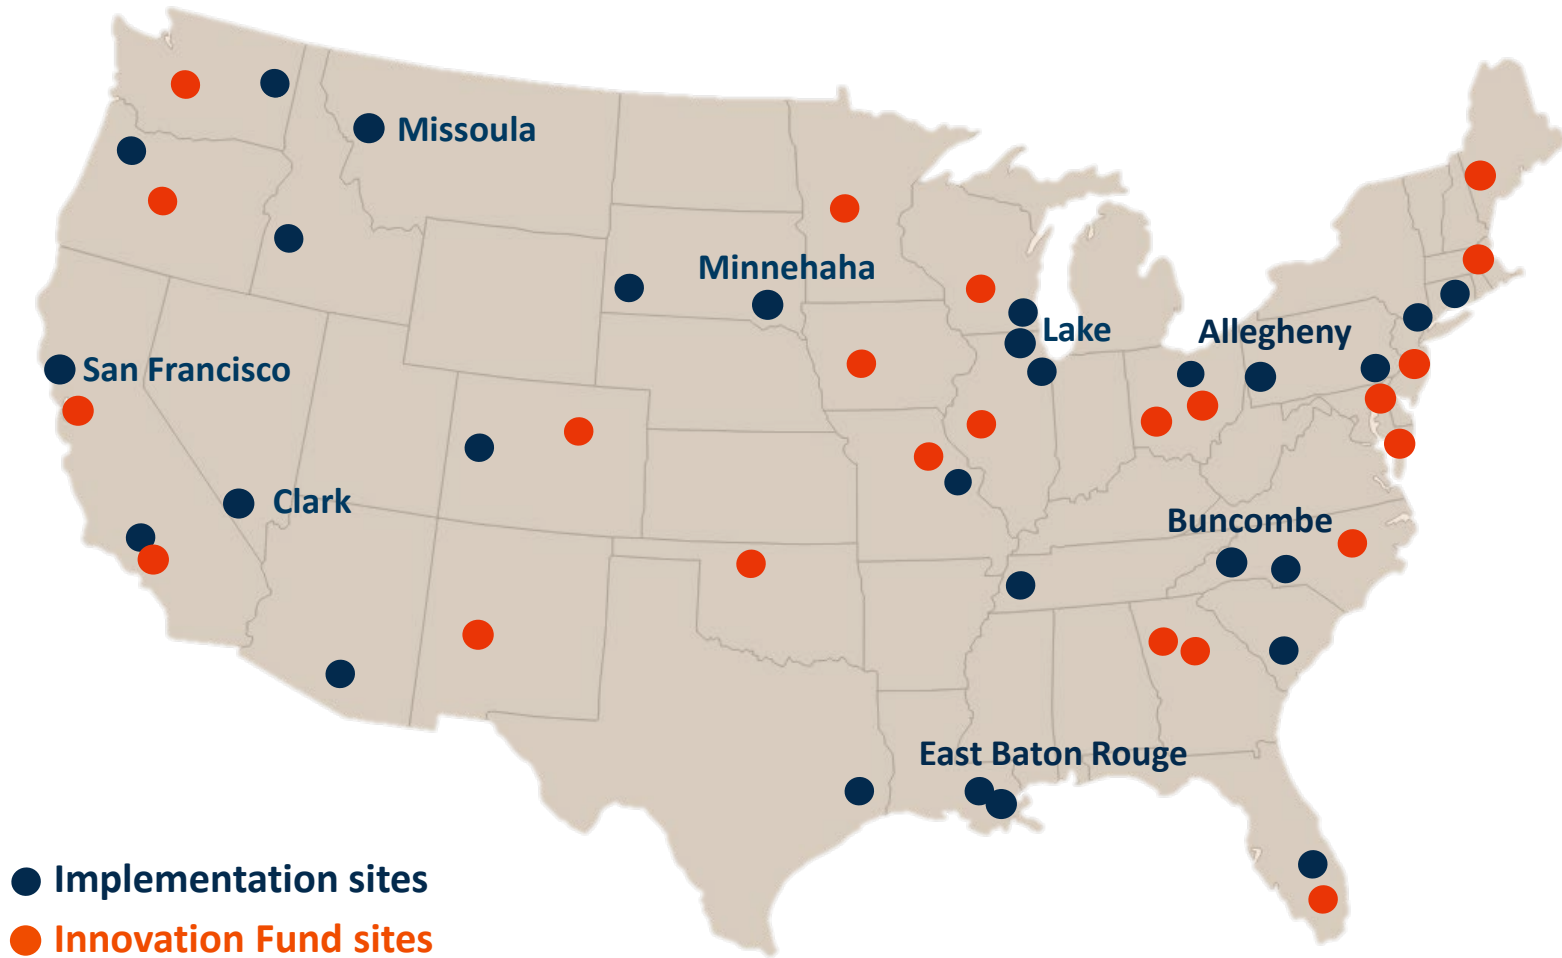 Missoula
Minnehaha
Lake
Allegheny
San Francisco
Clark
Buncombe
East Baton Rouge
Implementation sites
Innovation Fund sites